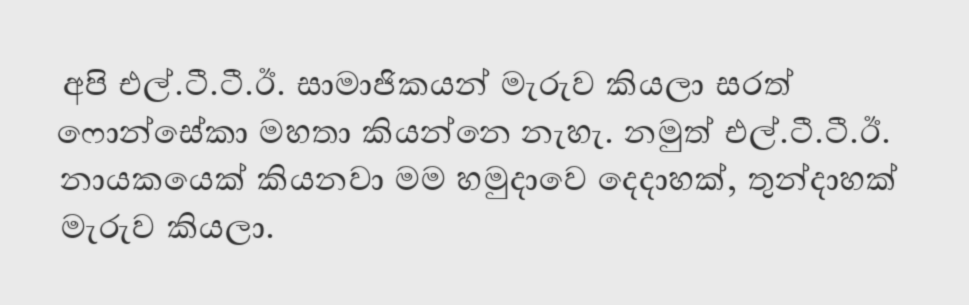 අපි එල්.ටී.ටී.ඊ. සාමාජිකයන් මැරුව කියලා සරත්
ෆොන්සේකා මහතා කියන්නෙ නැහැ. නමුත් එල්.ටී.ටී.ඊ.
නායකයෙක් කියනවා මම හමුදාවෙ දෙදාහක්, තුන්දාහක්
මැරුව කියලා.